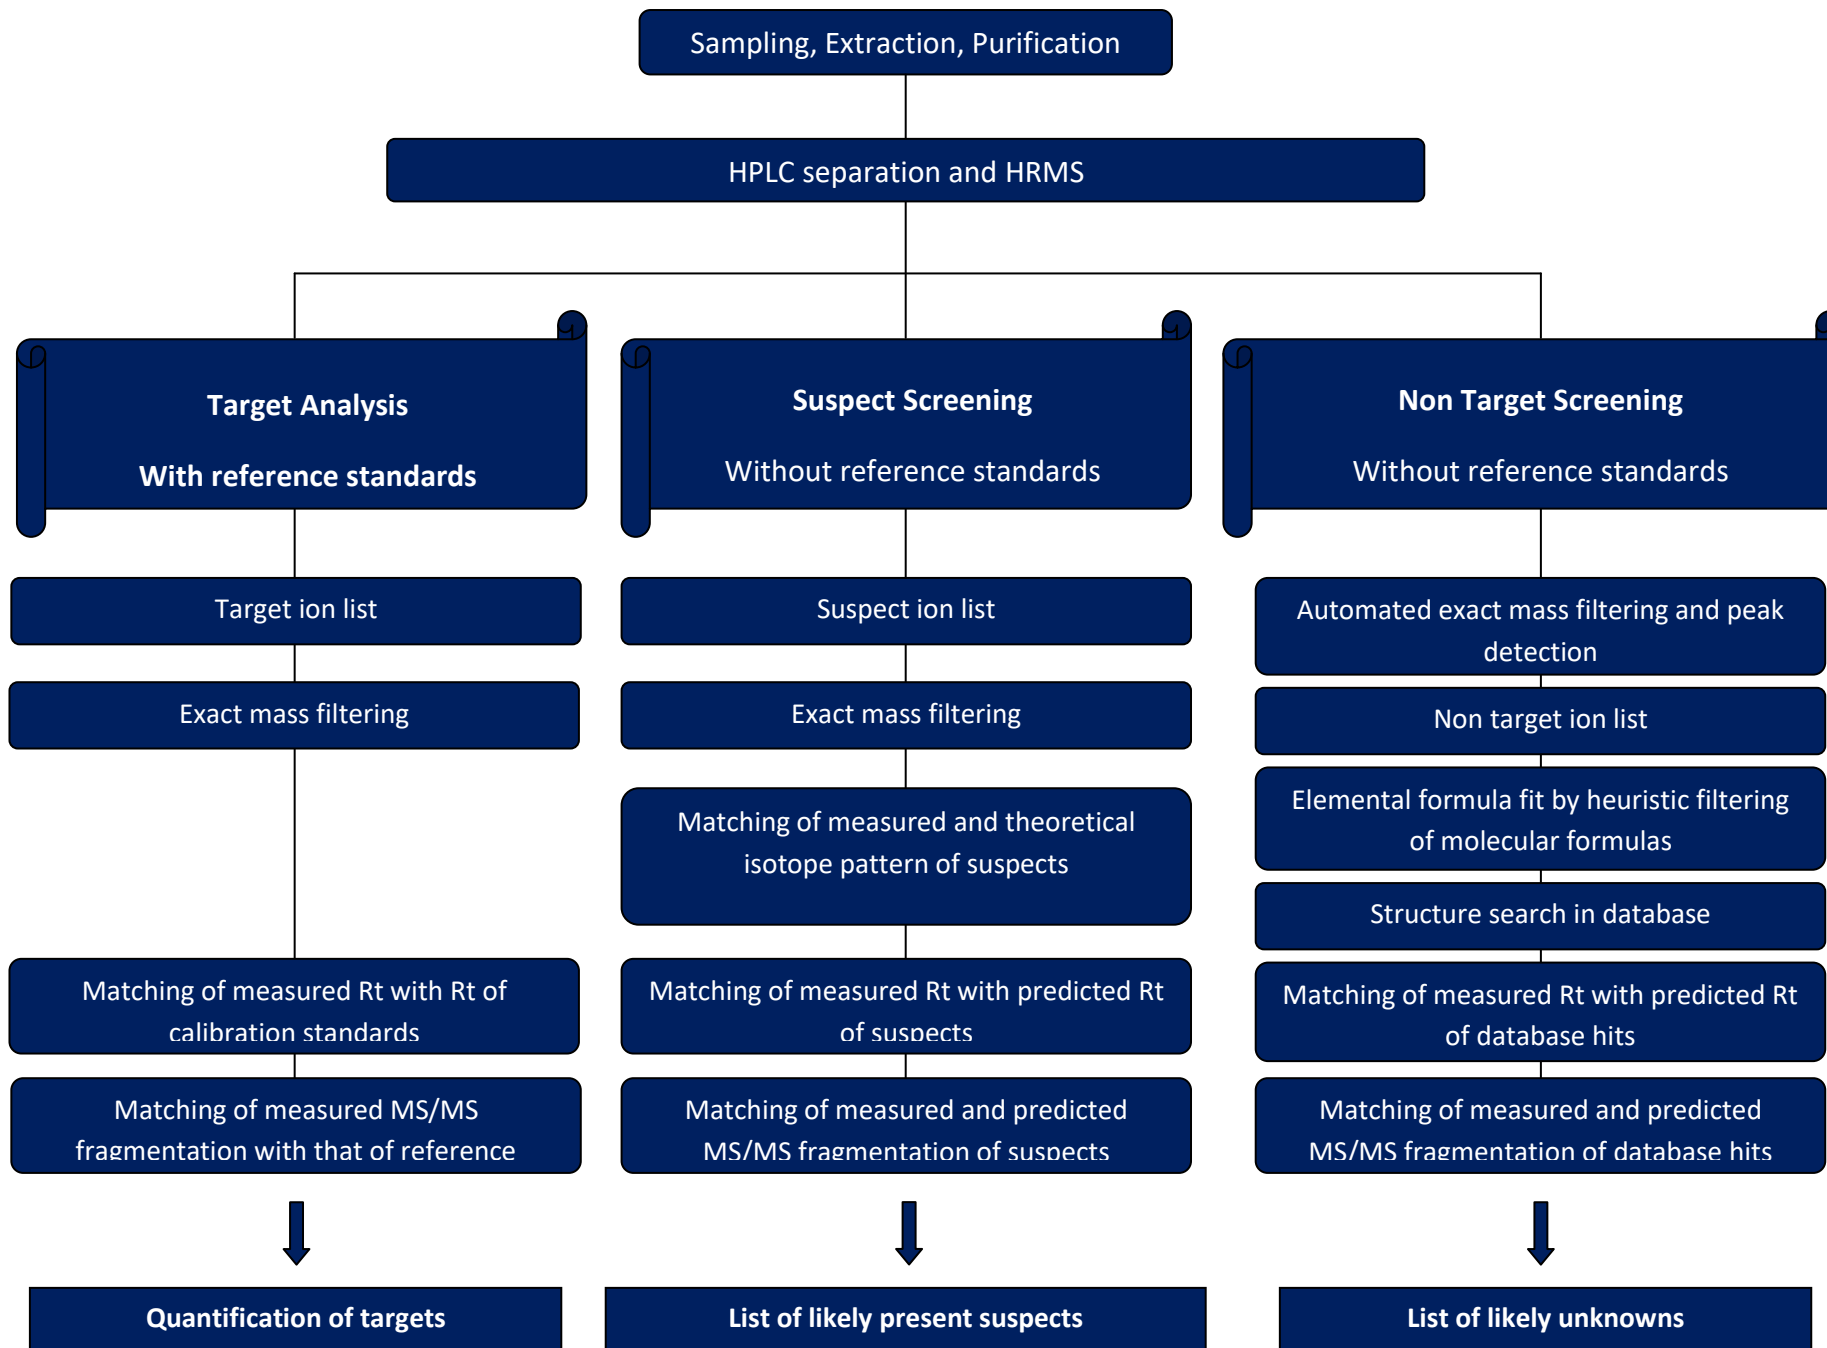 Sampling, Extraction, Purification
HPLC separation and HRMS
Target Analysis
With reference standards
Target ion list
Exact mass filtering
Matching of measured Rt with Rt of
calibration standards
Matching of measured MS/MS
fragmentation with that of reference
Quantification of targets
Suspect Screening
Without reference standards
Suspect ion list
Exact mass filtering
Matching of measured and theoretical
isotope pattern of suspects
Matching of measured Rt with predicted Rt
of suspects
Matching of measured and predicted
MS/MS fragmentation of suspects
List of likely present suspects
Non Target Screening
Without reference standards
Automated exact mass filtering and peak
detection
Non target ion list
Elemental formula fit by heuristic filtering
of molecular formulas
Structure search in database
Matching of measured Rt with predicted Rt
of database hits
Matching of measured and predicted
MS/MS fragmentation of database hits
List of likely unknowns